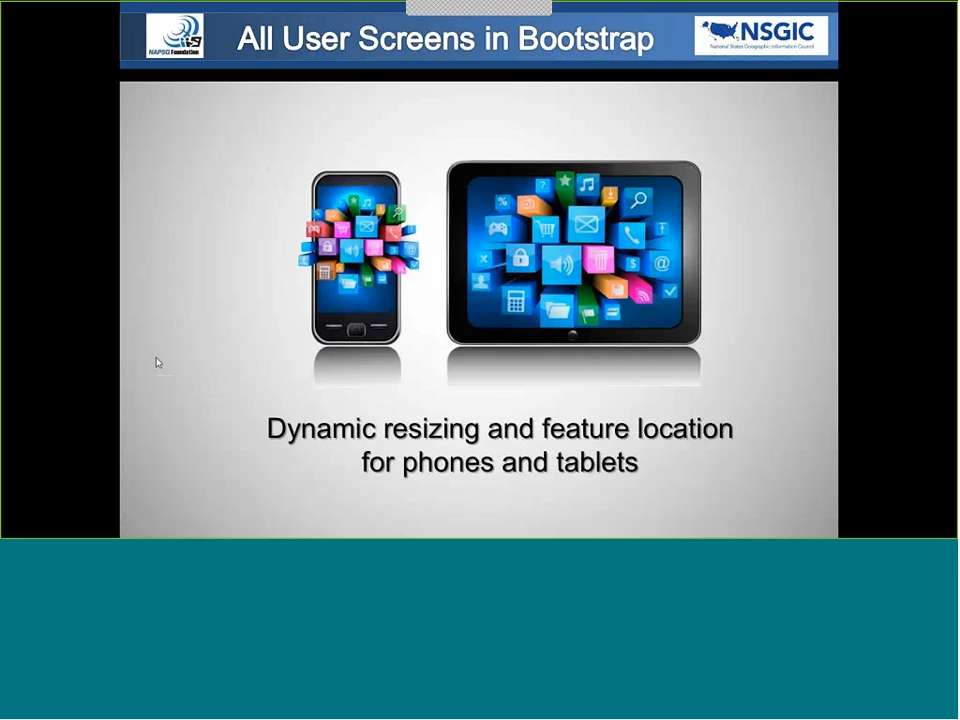 All User Screens in Bootstrap
NAPSG Foundation
NSGIC
National States Geographic Information Council
Dynamic resizing and feature location
for phones and tablets